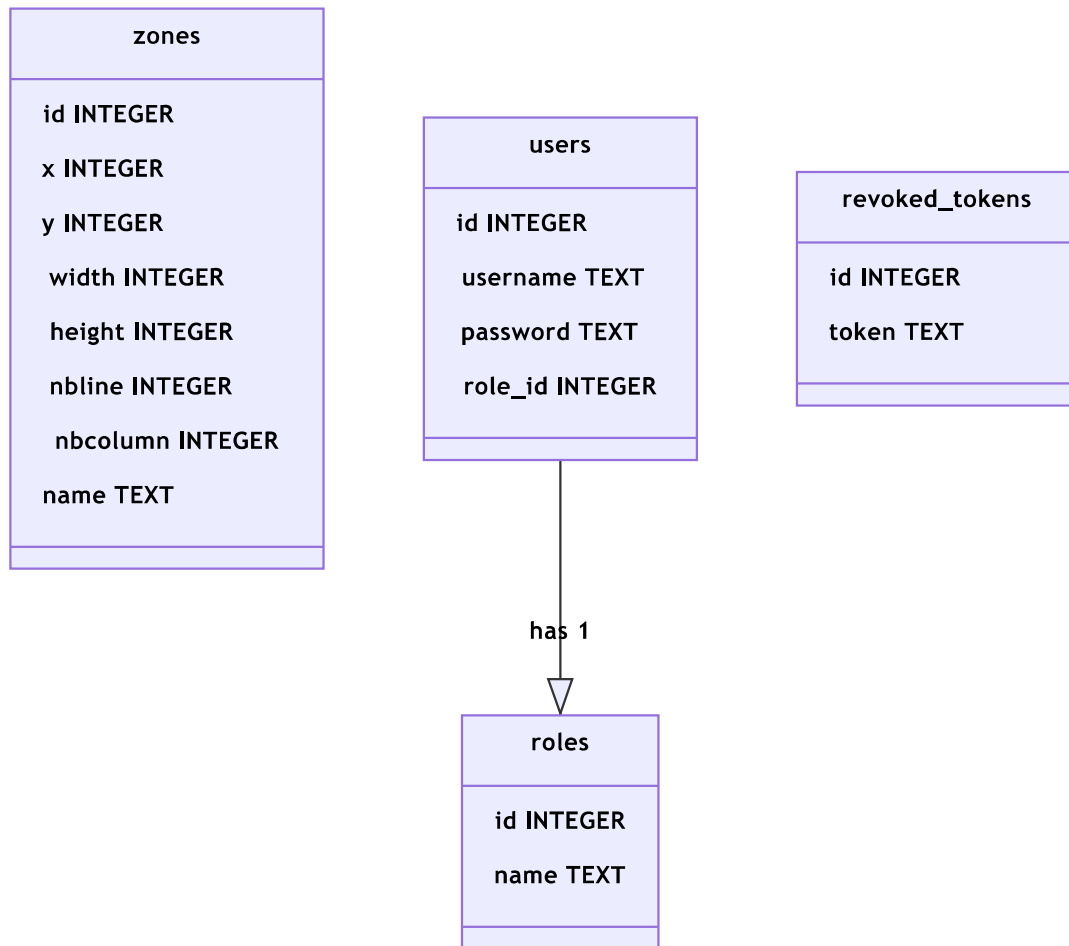 zones
id INTEGER
x INTEGER
y INTEGER
width INTEGER
height INTEGER
nbline INTEGER
nbcolumn INTEGER
name TEXT
users
id INTEGER
username TEXT
password TEXT
role_id INTEGER
revoked_tokens
id INTEGER
token TEXT
has 1
roles
id INTEGER
name TEXT